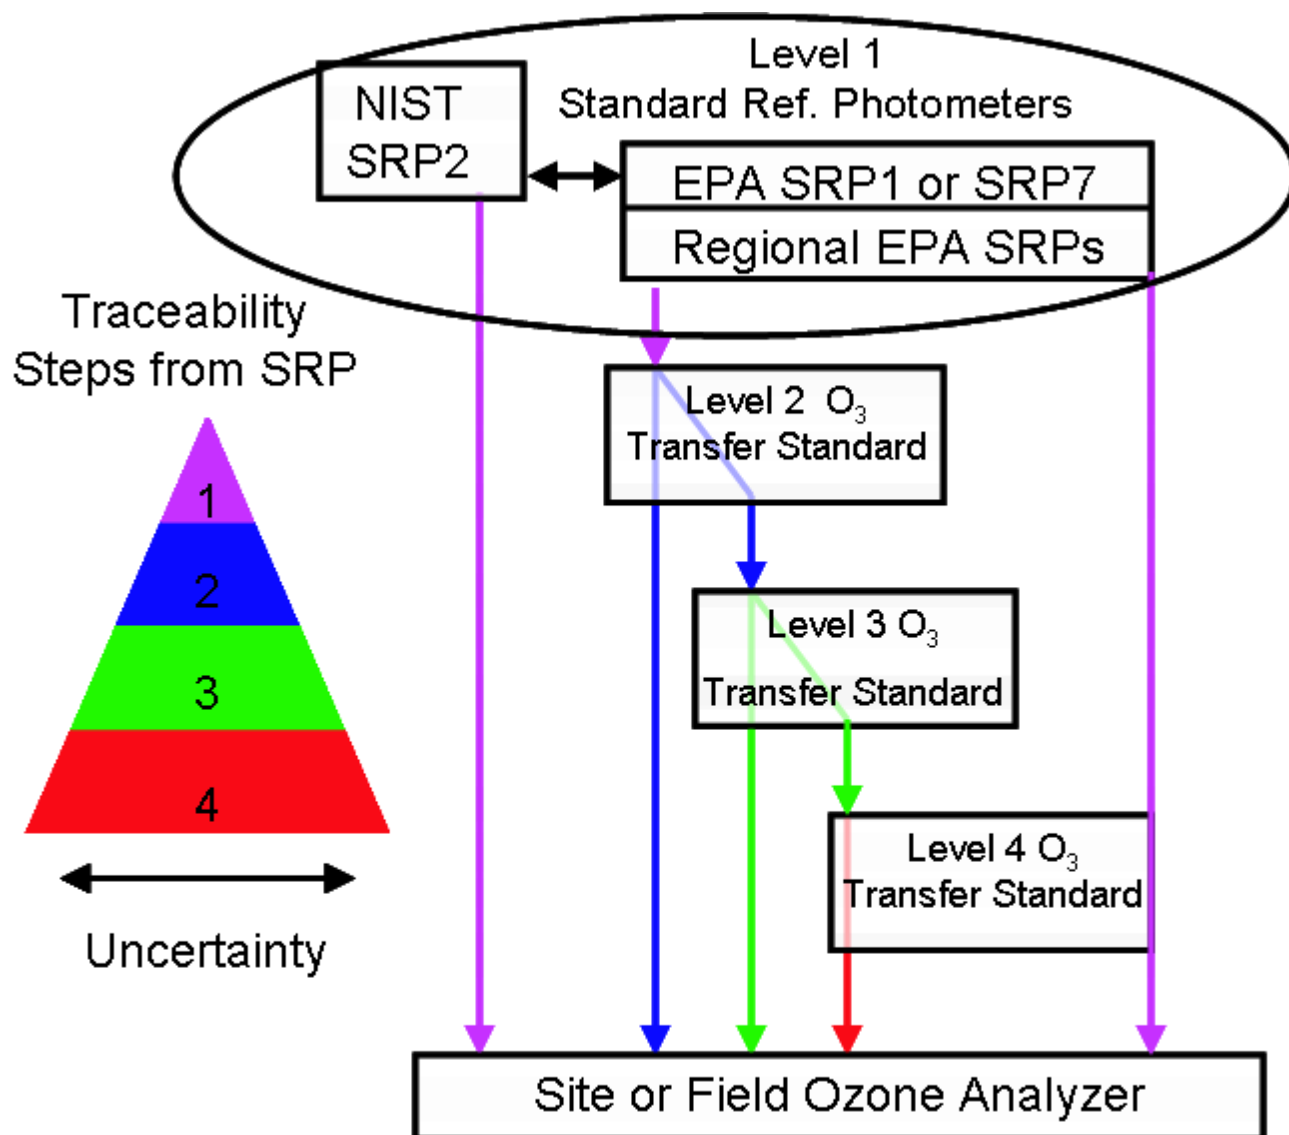 Level 1
Standard Ref. Photometers
NIST
SRP2
EPA SRP1 or SRP7
Regional EPA SRPs
Traceability
Steps from SRP
Level 2 O₃
Transfer Standard
1
2
3
4
Level 3 O₃
Transfer Standard
Level 4 O₃
Transfer Standard
Uncertainty
Site or Field Ozone Analyzer